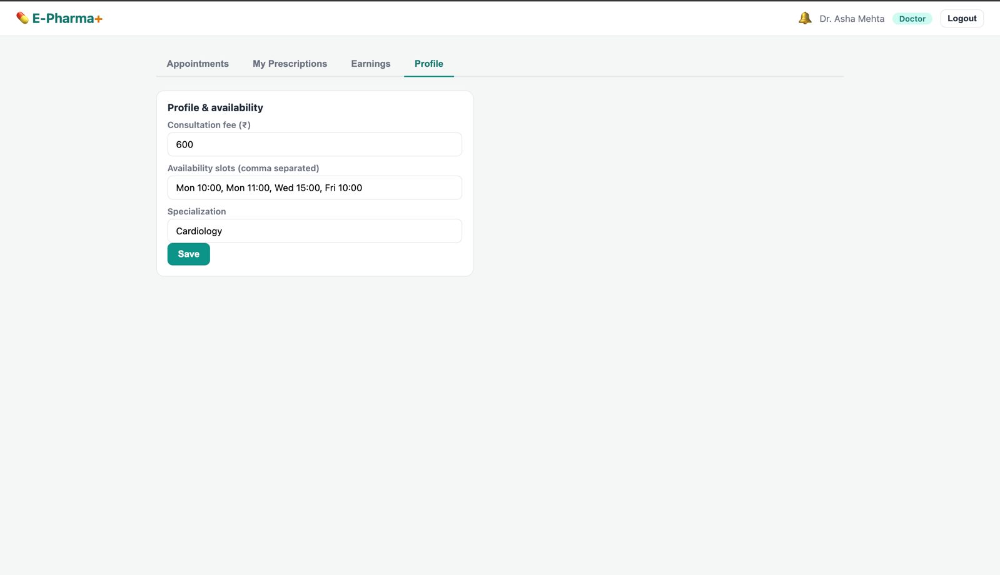 E-Pharma+
Dr. Asha Mehta
Doctor
Logout
Appointments
My Prescriptions
Earnings
Profile
Profile & availability
Consultation fee (₹)
600
Availability slots (comma separated)
Mon 10:00, Mon 11:00, Wed 15:00, Fri 10:00
Specialization
Cardiology
Save